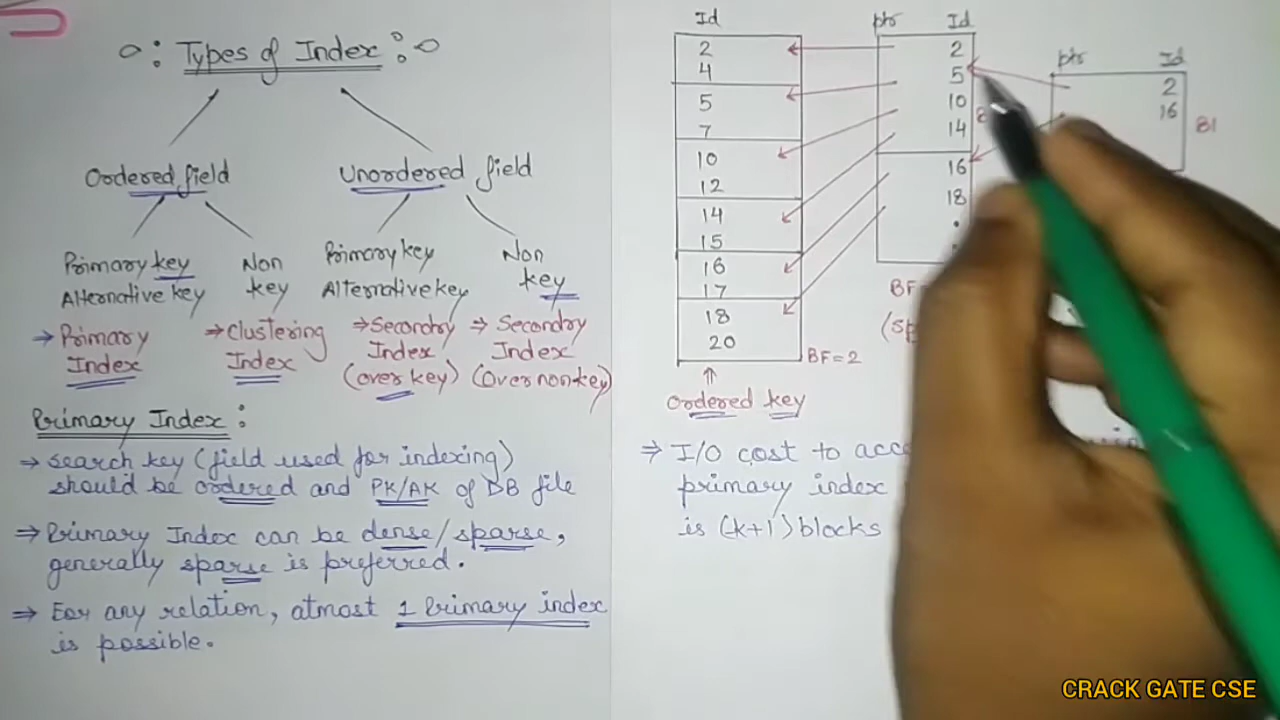 Types of Index
Ordered field
Unordered field
Primary key
Alternative key
Non
key
Primary key
Alternative key
Non
key
→ Primary
Index
⇒ Clustering
Index
⇒ Secondry
Index
(over key)
⇒ Secondry
Index
(Over nonkey)
Primary Index :
→ Search key (field used for indexing)
should be ordered and PK/AK of DB file
⇒ Primary Index can be dense/sparse,
generally sparse is preferred.
⇒ For any relation, atmost 1 Primary index
is possible.
Id
2
4
5
7
10
12
14
15
16
17
18
20
BF = 2
Ordered key
ptr Id
2
5
10
14
16
18
BF
ptr Id
2
16
B1
⇒ I/O cost to
primary index
is (k+1) blocks
CRACK GATE CSE